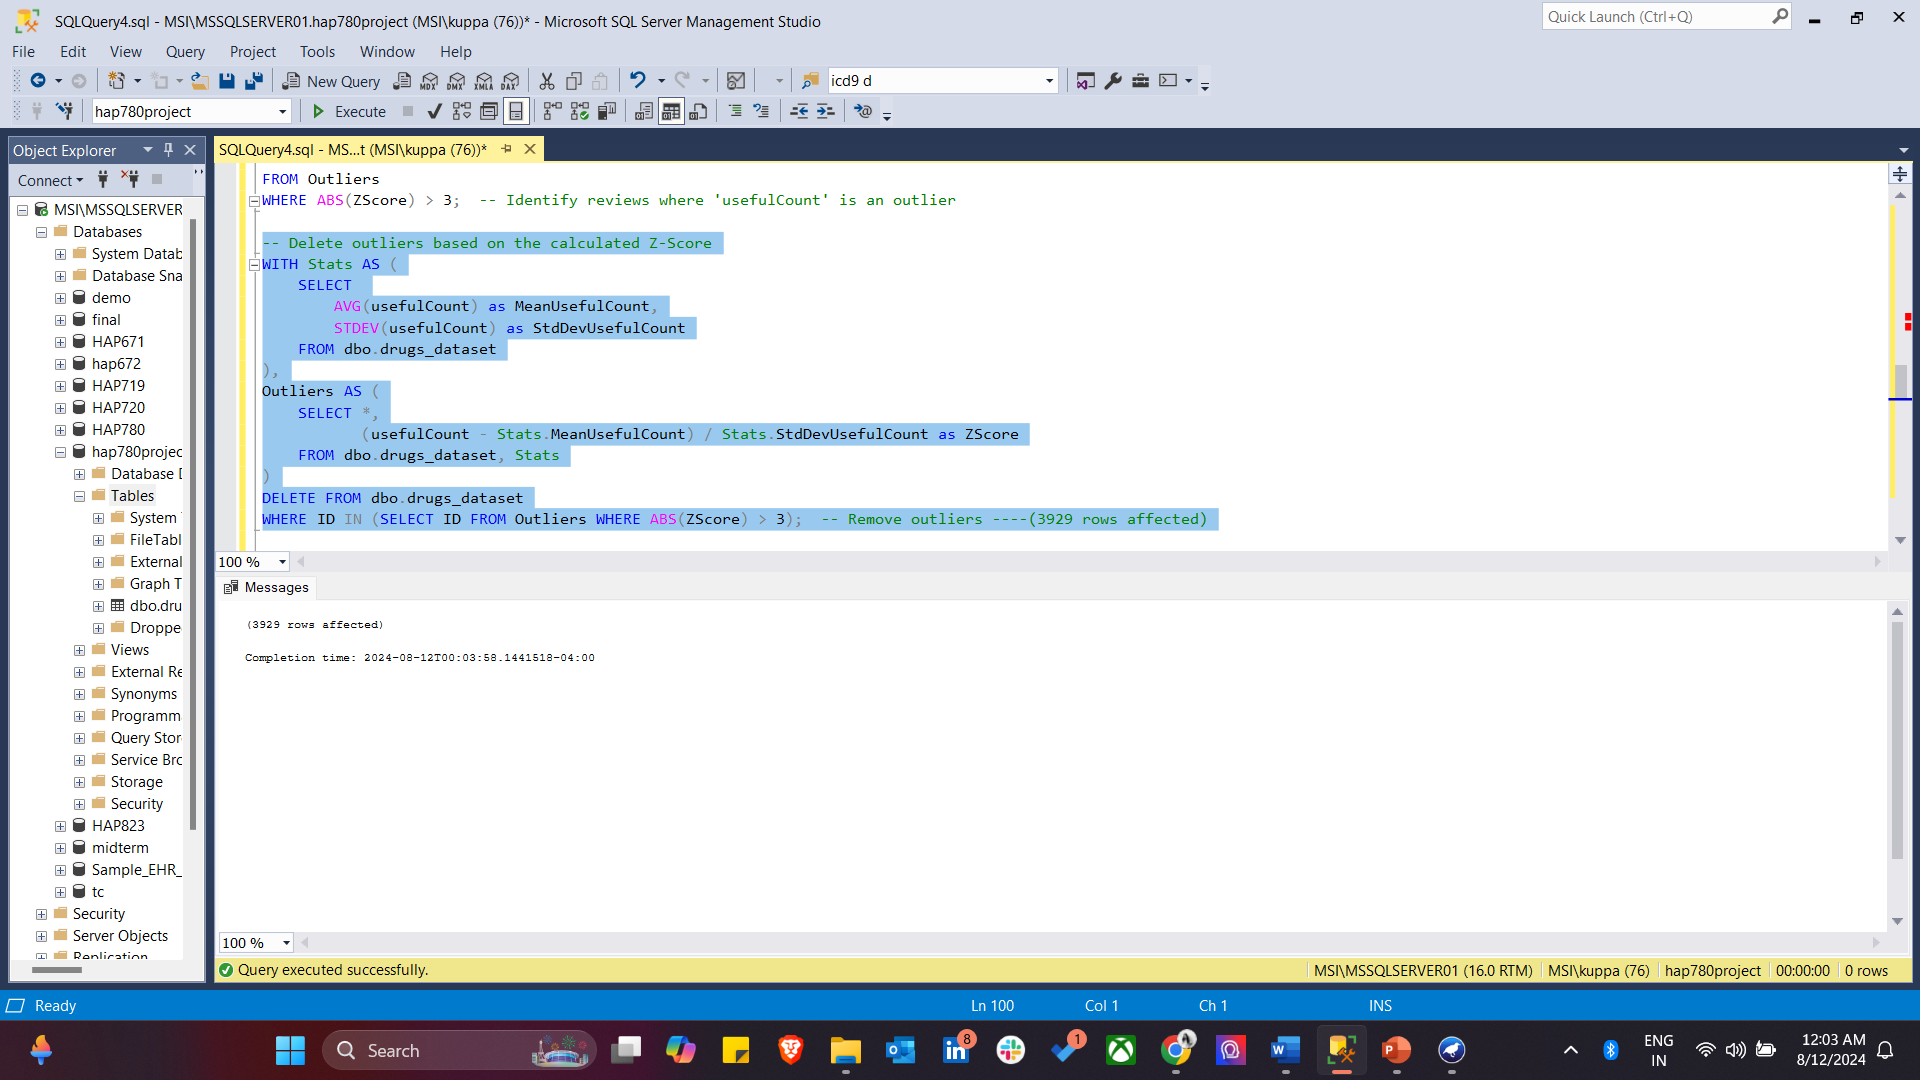 SQLQuery4.sql - MSI\MSSQLSERVER01.hap780project (MSI\kuppa (76))* - Microsoft SQL Server Management Studio
Quick Launch (Ctrl+Q)
File Edit View Query Project Tools Window Help
New Query MDX DMX XMLA DAX icd9 d
hap780project Execute
Object Explorer
Connect
MSI\MSSQLSERVER
Databases
System Datab
Database Sna
demo
final
HAP671
hap672
HAP719
HAP720
HAP780
hap780projec
Database D
Tables
System
FileTabl
External
Graph T
dbo.dru
Droppe
Views
External Re
Synonyms
Programm
Query Stor
Service Bro
Storage
Security
HAP823
midterm
Sample_EHR_
tc
Security
Server Objects
Replication
SQLQuery4.sql - MS...t (MSI\kuppa (76))*
FROM Outliers
WHERE ABS(ZScore) > 3;  -- Identify reviews where 'usefulCount' is an outlier
-- Delete outliers based on the calculated Z-Score
WITH Stats AS (
SELECT
AVG(usefulCount) as MeanUsefulCount,
STDEV(usefulCount) as StdDevUsefulCount
FROM dbo.drugs_dataset
),
Outliers AS (
SELECT *,
(usefulCount - Stats.MeanUsefulCount) / Stats.StdDevUsefulCount as ZScore
FROM dbo.drugs_dataset, Stats
)
DELETE FROM dbo.drugs_dataset
WHERE ID IN (SELECT ID FROM Outliers WHERE ABS(ZScore) > 3);  -- Remove outliers ----(3929 rows affected)
100 %
Messages
(3929 rows affected)
Completion time: 2024-08-12T00:03:58.1441518-04:00
100 %
Query executed successfully. MSI\MSSQLSERVER01 (16.0 RTM) MSI\kuppa (76) hap780project 00:00:00 0 rows
Ready Ln 100 Col 1 Ch 1 INS
Search 8 1 ENG 12:03 AM
IN 8/12/2024